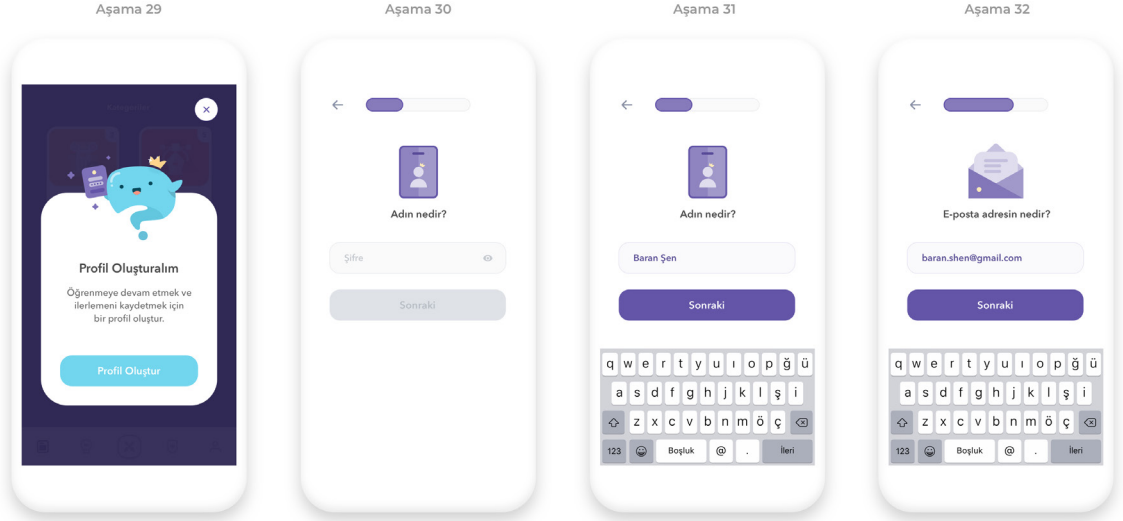 Aşama 29
Aşama 30
Aşama 31
Aşama 32
Kategoriler
Profil Oluşturalım
Öğrenmeye devam etmek ve
ilerlemeni kaydetmek için
bir profil oluştur.
Profil Oluştur
Adın nedir?
Şifre
Sonraki
Adın nedir?
Baran Şen
Sonraki
q w e r t y u ı o p ğ ü
a s d f g h j k l ş i
z x c v b n m ö ç
123 Boşluk @ . İleri
E-posta adresin nedir?
baran.shen@gmail.com
Sonraki
q w e r t y u ı o p ğ ü
a s d f g h j k l ş i
z x c v b n m ö ç
123 Boşluk @ . İleri